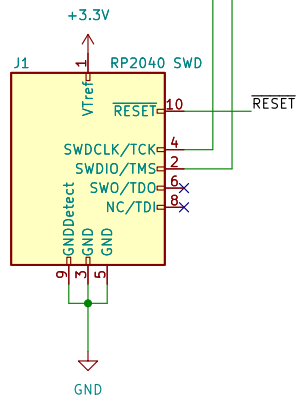 +3.3V
J1
RP2040 SWD
1
VTref
RESET
10
RESET
SWDCLK/TCK
4
SWDIO/TMS
2
SWO/TDO
6
NC/TDI
8
GNDDetect
GND
GND
9
3
5
GND